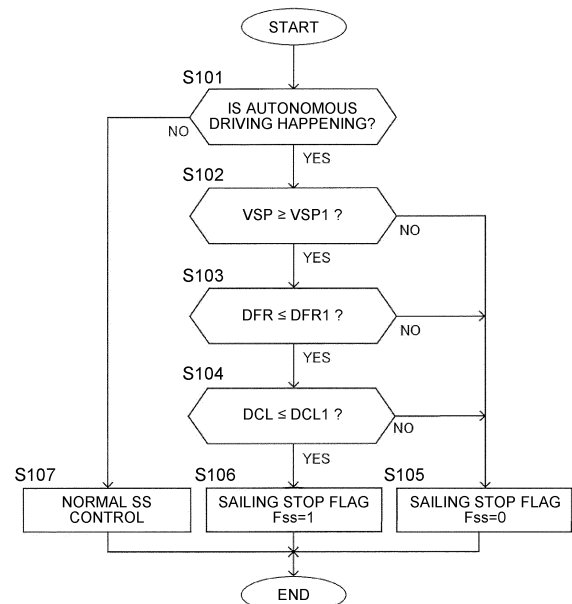 START
S101
IS AUTONOMOUS
DRIVING HAPPENING?
NO
YES
S102
VSP ≥ VSP1 ?
NO
YES
S103
DFR ≤ DFR1 ?
NO
YES
S104
DCL ≤ DCL1 ?
NO
YES
S107
NORMAL SS
CONTROL
S106
SAILING STOP FLAG
Fss=1
S105
SAILING STOP FLAG
Fss=0
END